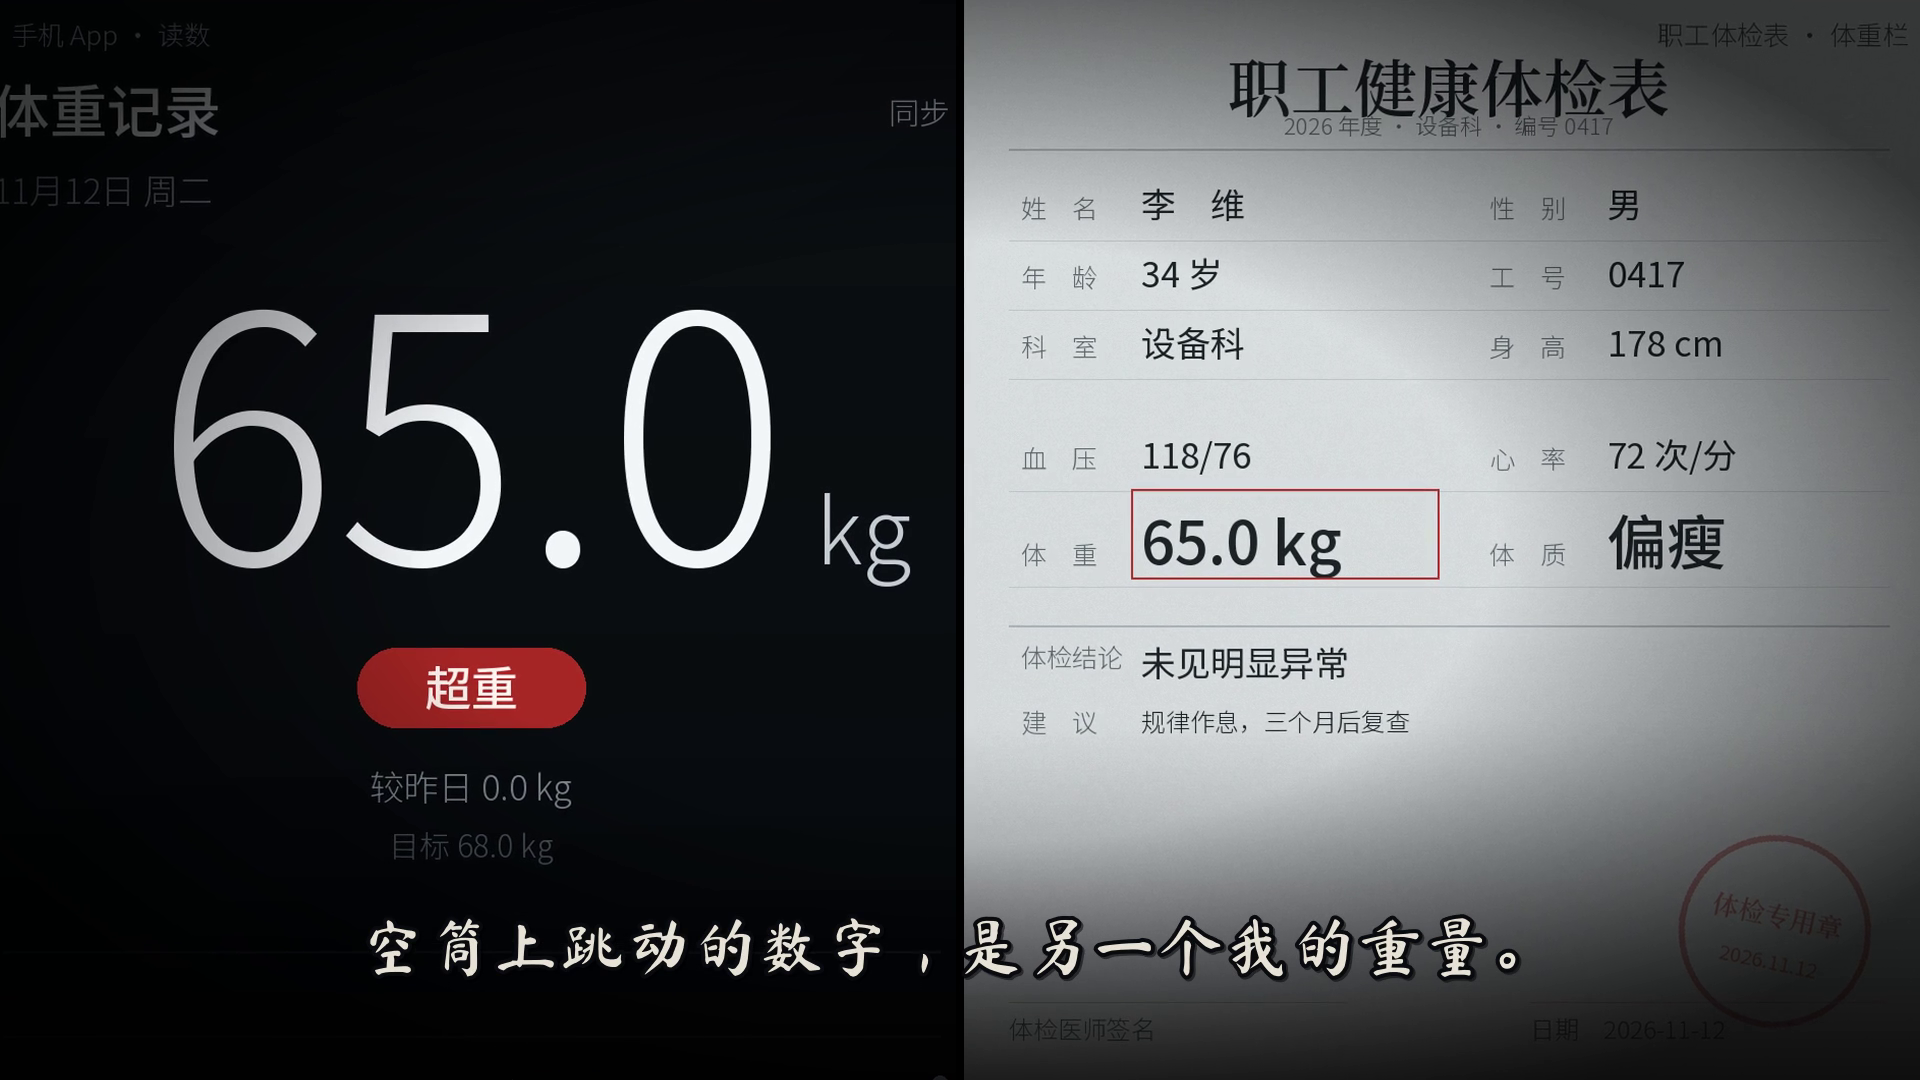 手机 App · 读数
体重记录
同步
11月12日 周二
65.0 kg
超重
较昨日 0.0 kg
目标 68.0 kg
职工体检表 · 体重栏
职工健康体检表
2026 年度 · 设备科 · 编号 0417
姓 名 李 维 性 别 男
年 龄 34 岁 工 号 0417
科 室 设备科 身 高 178 cm
血 压 118/76 心 率 72 次/分
体 重 65.0 kg 体 质 偏瘦
体检结论 未见明显异常
建 议 规律作息，三个月后复查
体检专用章
2026.11.12
空筒上跳动的数字，是另一个我的重量。
体检医师签名 日期 2026-11-12